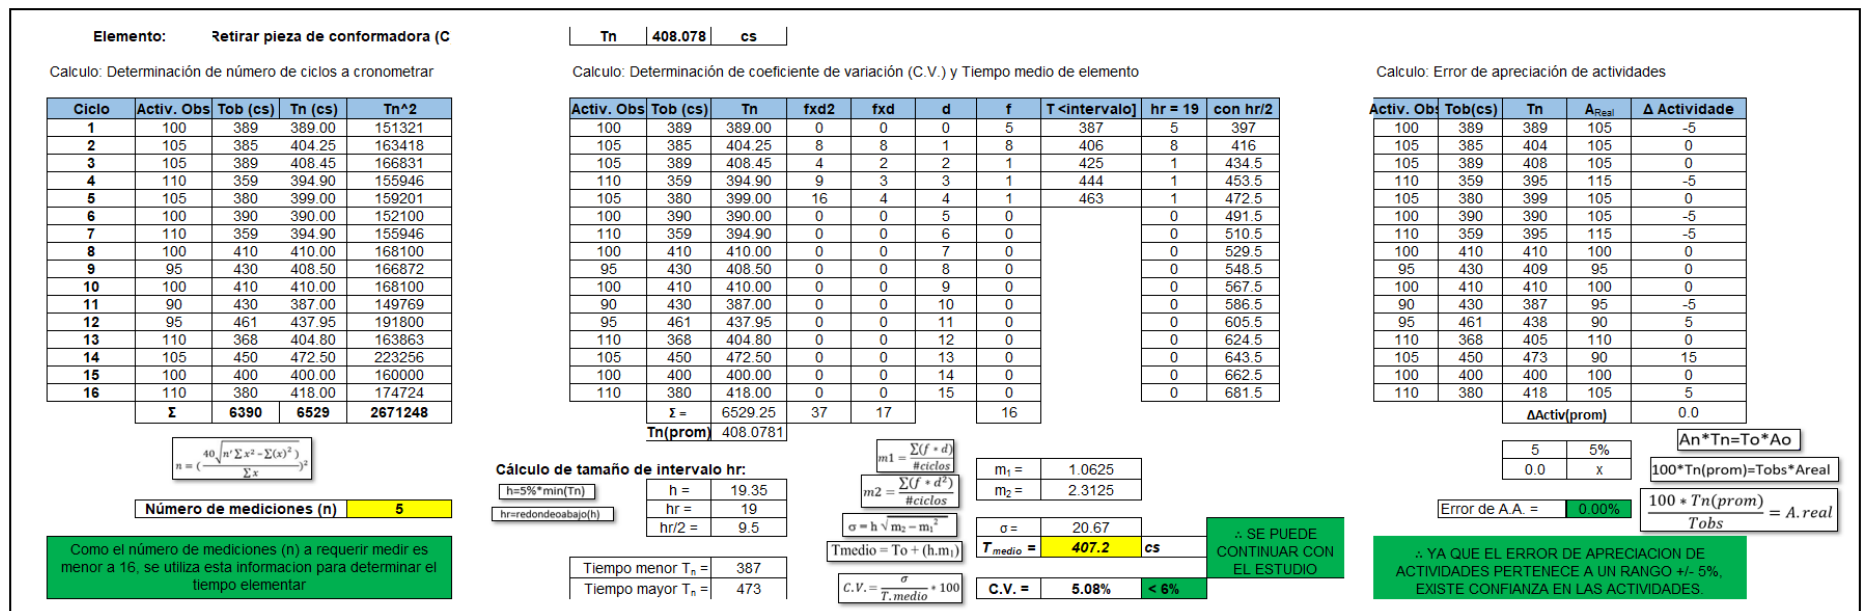 Elemento: Retirar pieza de conformadora (C
Tn 408.078 cs
Calculo: Determinación de número de ciclos a cronometrar
Ciclo Activ. Obs Tob (cs) Tn (cs) Tn^2
1 100 389 389.00 151321
2 105 385 404.25 163418
3 105 389 408.45 166831
4 110 359 394.90 155946
5 105 380 399.00 159201
6 100 390 390.00 152100
7 110 359 394.90 155946
8 100 410 410.00 168100
9 95 430 408.50 166872
10 100 410 410.00 168100
11 90 430 387.00 149769
12 95 461 437.95 191800
13 110 368 404.80 163863
14 105 450 472.50 223256
15 100 400 400.00 160000
16 110 380 418.00 174724
Σ 6390 6529 2671248
n = (40√(n'Σx² − Σ(x)²) / Σx)²
Número de mediciones (n) 5
Como el número de mediciones (n) a requerir medir es
menor a 16, se utiliza esta informacion para determinar el
tiempo elementar
Calculo: Determinación de coeficiente de variación (C.V.) y Tiempo medio de elemento
Activ. Obs Tob (cs) Tn fxd2 fxd d f T <intervalo] hr = 19 con hr/2
100 389 389.00 0 0 0 5 387 5 397
105 385 404.25 8 8 1 8 406 8 416
105 389 408.45 4 2 2 1 425 1 434.5
110 359 394.90 9 3 3 1 444 1 453.5
105 380 399.00 16 4 4 1 463 1 472.5
100 390 390.00 0 0 5 0 0 491.5
110 359 394.90 0 0 6 0 0 510.5
100 410 410.00 0 0 7 0 0 529.5
95 430 408.50 0 0 8 0 0 548.5
100 410 410.00 0 0 9 0 0 567.5
90 430 387.00 0 0 10 0 0 586.5
95 461 437.95 0 0 11 0 0 605.5
110 368 404.80 0 0 12 0 0 624.5
105 450 472.50 0 0 13 0 0 643.5
100 400 400.00 0 0 14 0 0 662.5
110 380 418.00 0 0 15 0 0 681.5
Σ = 6529.25 37 17 16
Tn(prom) 408.0781
Cálculo de tamaño de intervalo hr:
h=5%*min(Tn)
hr=redondeoabajo(h)
h = 19.35
hr = 19
hr/2 = 9.5
Tiempo menor Tn = 387
Tiempo mayor Tn = 473
m1 = Σ(f * d) / #ciclos
m2 = Σ(f * d²) / #ciclos
σ = h √(m₂ − m₁²)
Tmedio = To + (h.m₁)
C.V. = σ / T.medio * 100
m₁ = 1.0625
m₂ = 2.3125
σ = 20.67
Tmedio = 407.2 cs
C.V. = 5.08% < 6%
∴ SE PUEDE
CONTINUAR CON
EL ESTUDIO
Calculo: Error de apreciación de actividades
Activ. Obs Tob(cs) Tn AReal Δ Actividade
100 389 389 105 -5
105 385 404 105 0
105 389 408 105 0
110 359 395 115 -5
105 380 399 105 0
100 390 390 105 -5
110 359 395 115 -5
100 410 410 100 0
95 430 409 95 0
100 410 410 100 0
90 430 387 95 -5
95 461 438 90 5
110 368 405 110 0
105 450 473 90 15
100 400 400 100 0
110 380 418 105 5
ΔActiv(prom) 0.0
5 5%
0.0 x
An*Tn=To*Ao
100*Tn(prom)=Tobs*Areal
Error de A.A. = 0.00%
100 * Tn(prom) / Tobs = A.real
∴ YA QUE EL ERROR DE APRECIACION DE
ACTIVIDADES PERTENECE A UN RANGO +/- 5%,
EXISTE CONFIANZA EN LAS ACTIVIDADES.